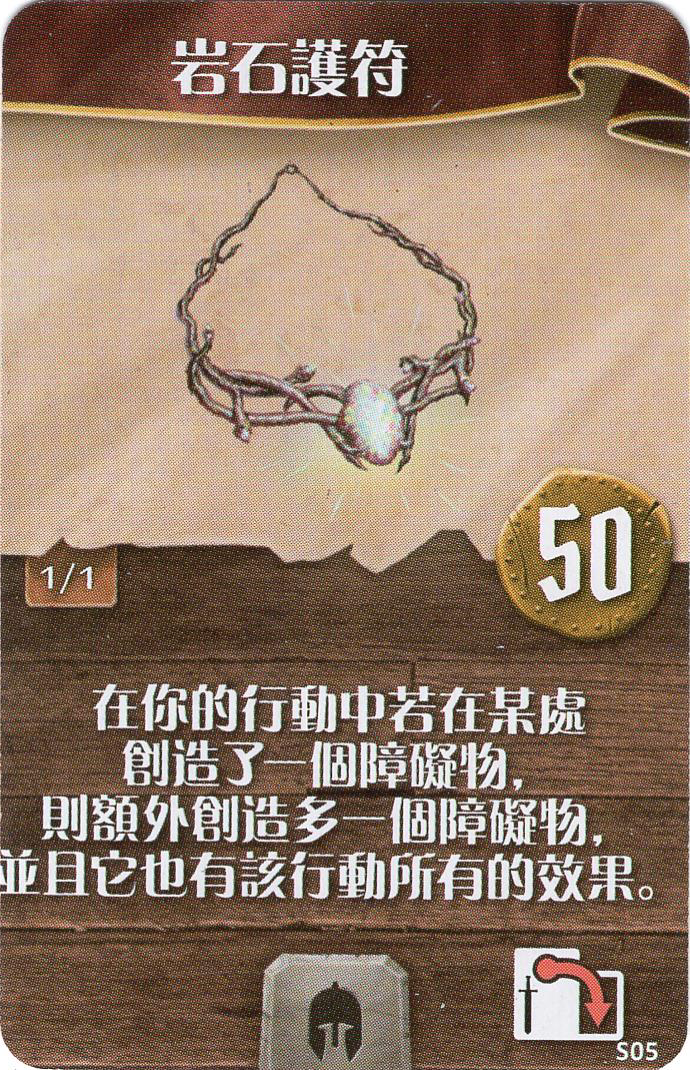 岩石護符
1/1
50
在你的行動中若在某處
創造了一個障礙物，
則額外創造多一個障礙物，
並且它也有該行動所有的效果。
S05